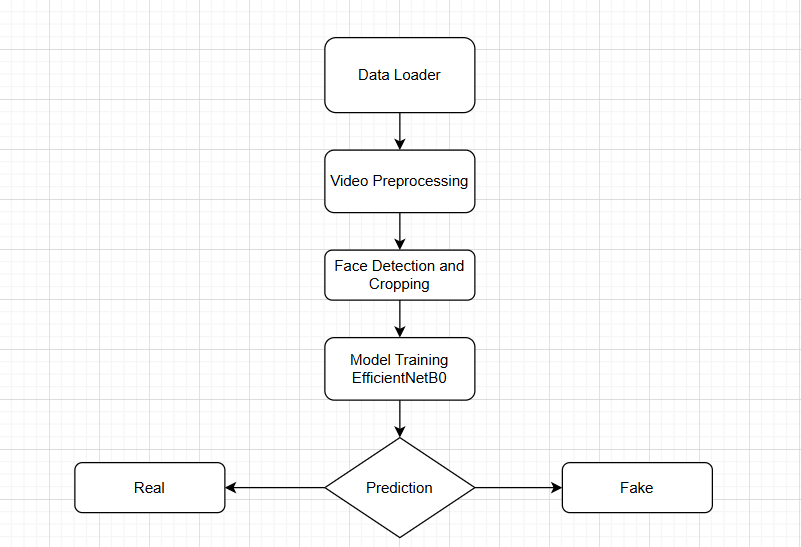 Data Loader
Video Preprocessing
Face Detection and
Cropping
Model Training
EfficientNetB0
Real
Prediction
Fake